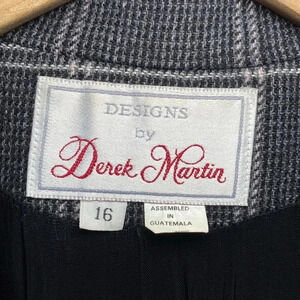 DESIGNS
by
Derek Martin
16
ASSEMBLED
IN
GUATEMALA